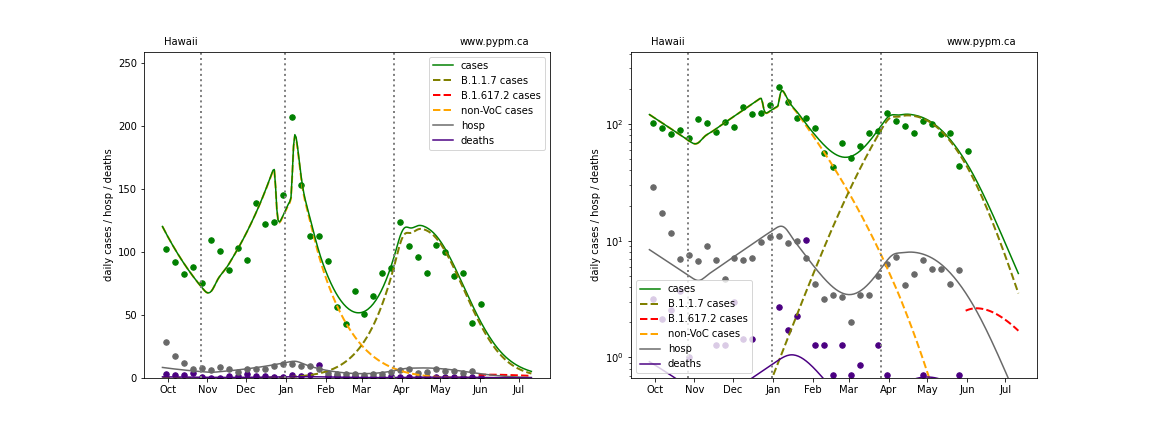 Hawaii www.pypm.ca
250
200
150
100
50
0
daily cases / hosp / deaths
cases
B.1.1.7 cases
B.1.617.2 cases
non-VoC cases
hosp
deaths
Oct Nov Dec Jan Feb Mar Apr May Jun Jul
Hawaii www.pypm.ca
10²
10¹
10⁰
daily cases / hosp / deaths
cases
B.1.1.7 cases
B.1.617.2 cases
non-VoC cases
hosp
deaths
Oct Nov Dec Jan Feb Mar Apr May Jun Jul